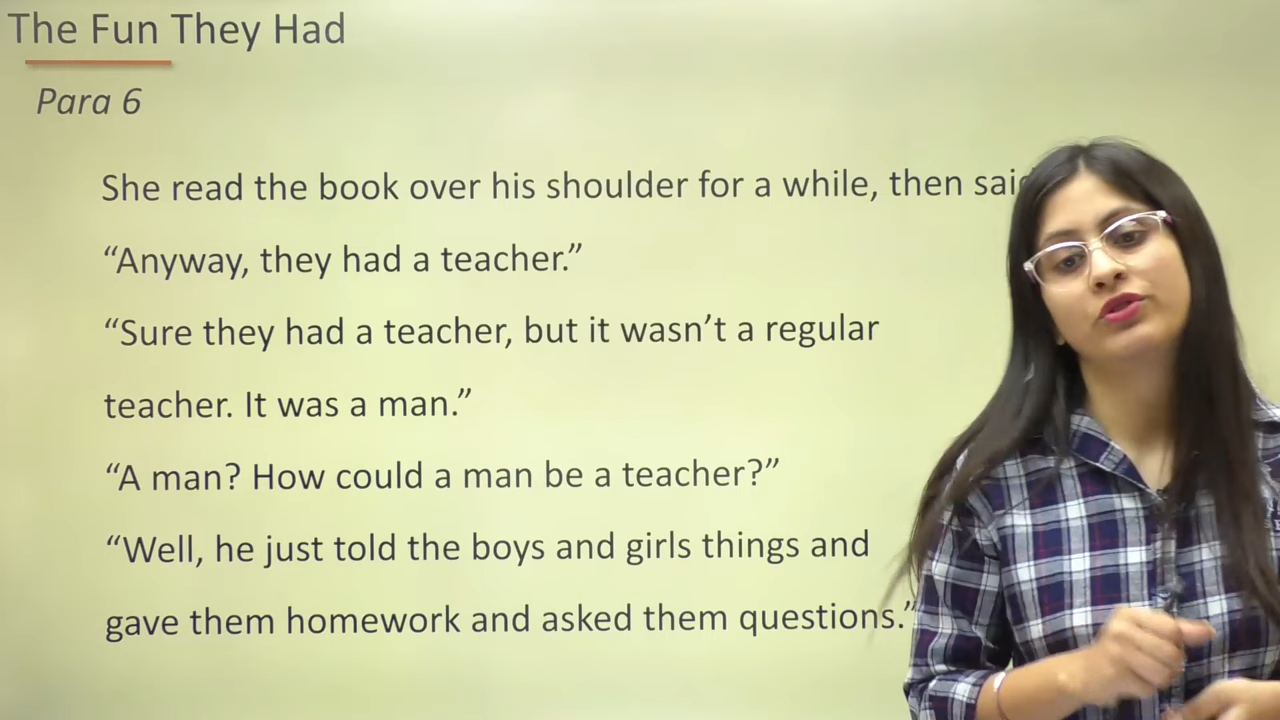 The Fun They Had
Para 6
She read the book over his shoulder for a while, then
“Anyway, they had a teacher.”
“Sure they had a teacher, but it wasn’t a regular
teacher. It was a man.”
“A man? How could a man be a teacher?”
“Well, he just told the boys and girls things and
gave them homework and asked them questions.”